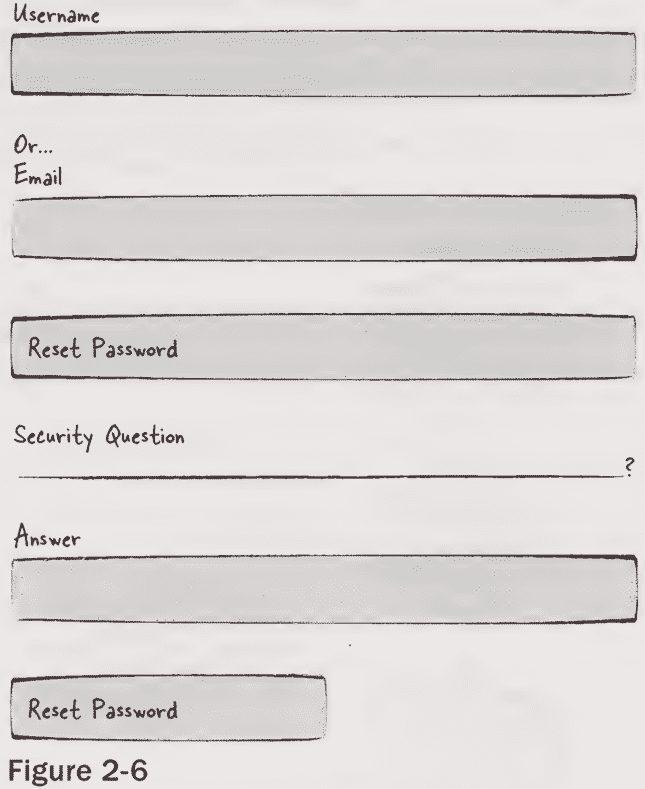 Username
Or...
Email
Reset Password
Security Question
?
Answer
Reset Password
Figure 2-6